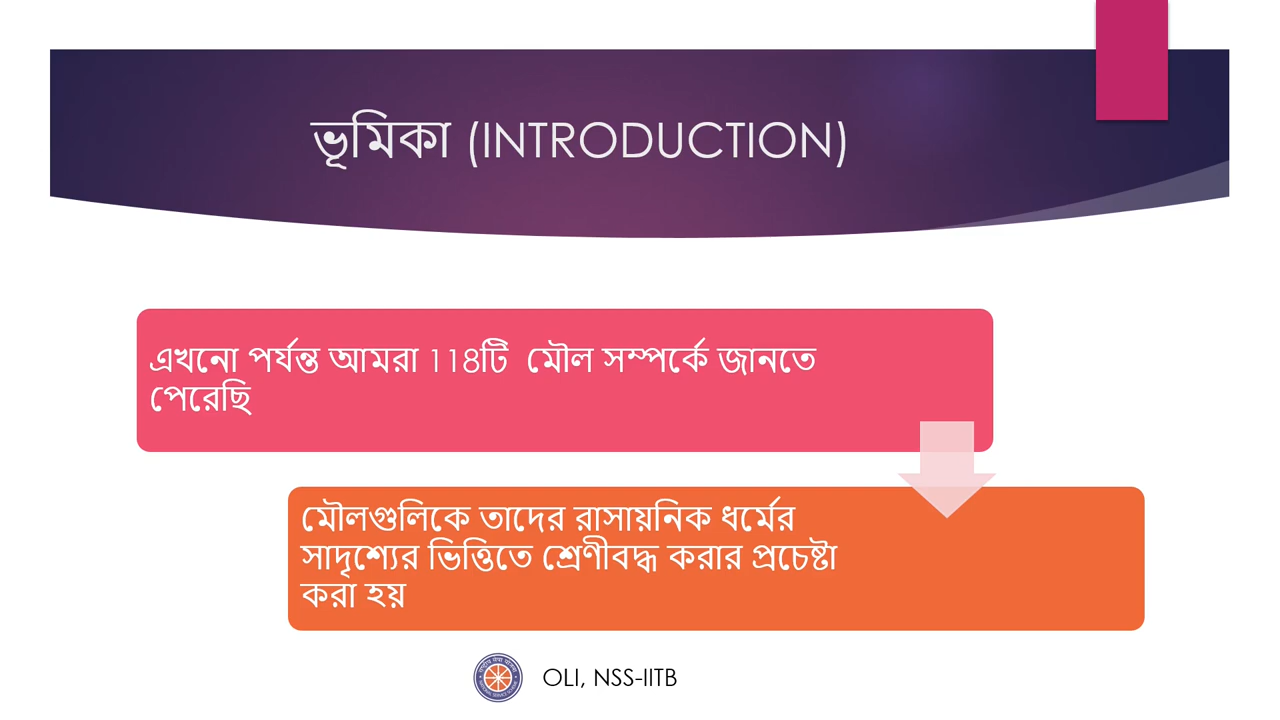 ভূমিকা (INTRODUCTION)
এখনো পর্যন্ত আমরা 118টি মৌল সম্পর্কে জানতে
পেরেছি
মৌলগুলিকে তাদের রাসায়নিক ধর্মের
সাদৃশ্যের ভিত্তিতে শ্রেণীবদ্ধ করার প্রচেষ্টা
করা হয়
OLI, NSS-IITB